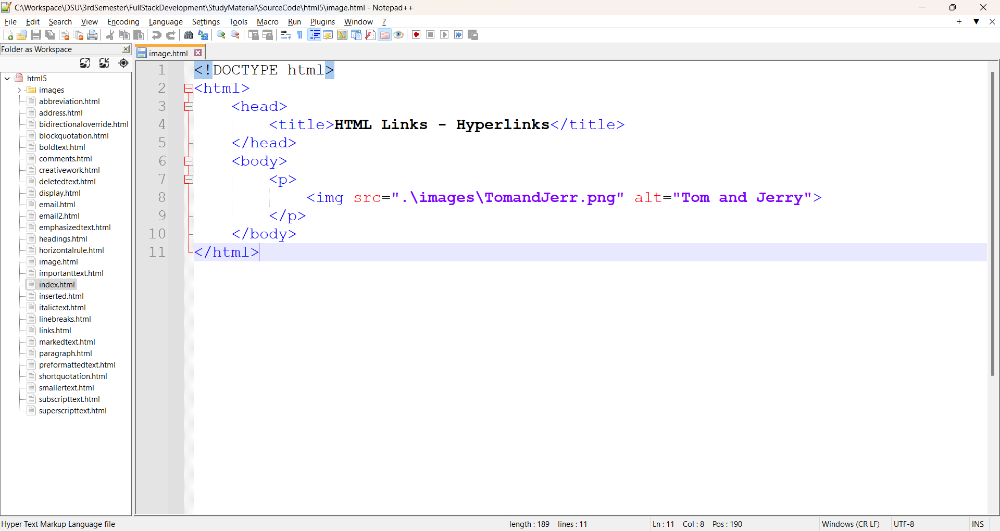 C:\Workspace\DSU\3rdSemester\FullStackDevelopment\StudyMaterial\SourceCode\html5\image.html - Notepad++
File Edit Search View Encoding Language Settings Tools Macro Run Plugins Window ?
Folder as Workspace
html5
images
abbreviation.html
address.html
bidirectionaloverride.html
blockquotation.html
boldtext.html
comments.html
creativework.html
deletedtext.html
display.html
email.html
email2.html
emphasizedtext.html
headings.html
horizontalrule.html
image.html
importanttext.html
index.html
inserted.html
italictext.html
linebreaks.html
links.html
markedtext.html
paragraph.html
preformattedtext.html
shortquotation.html
smallertext.html
subscripttext.html
superscripttext.html
image.html
1 <!DOCTYPE html>
2 <html>
3 <head>
4 <title>HTML Links - Hyperlinks</title>
5 </head>
6 <body>
7 <p>
8 <img src=".\images\TomandJerr.png" alt="Tom and Jerry">
9 </p>
10 </body>
11 </html>
Hyper Text Markup Language file length : 189 lines : 11 Ln : 11 Col : 8 Pos : 190 Windows (CR LF) UTF-8 INS